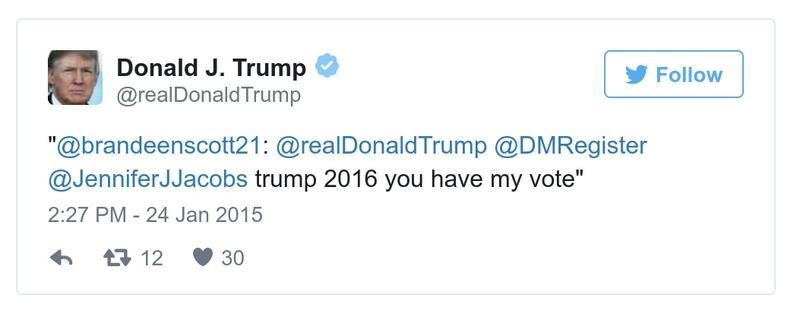 Donald J. Trump
@realDonaldTrump
Follow
"@brandeenscott21: @realDonaldTrump @DMRegister
@JenniferJJacobs trump 2016 you have my vote"
2:27 PM - 24 Jan 2015
12 30